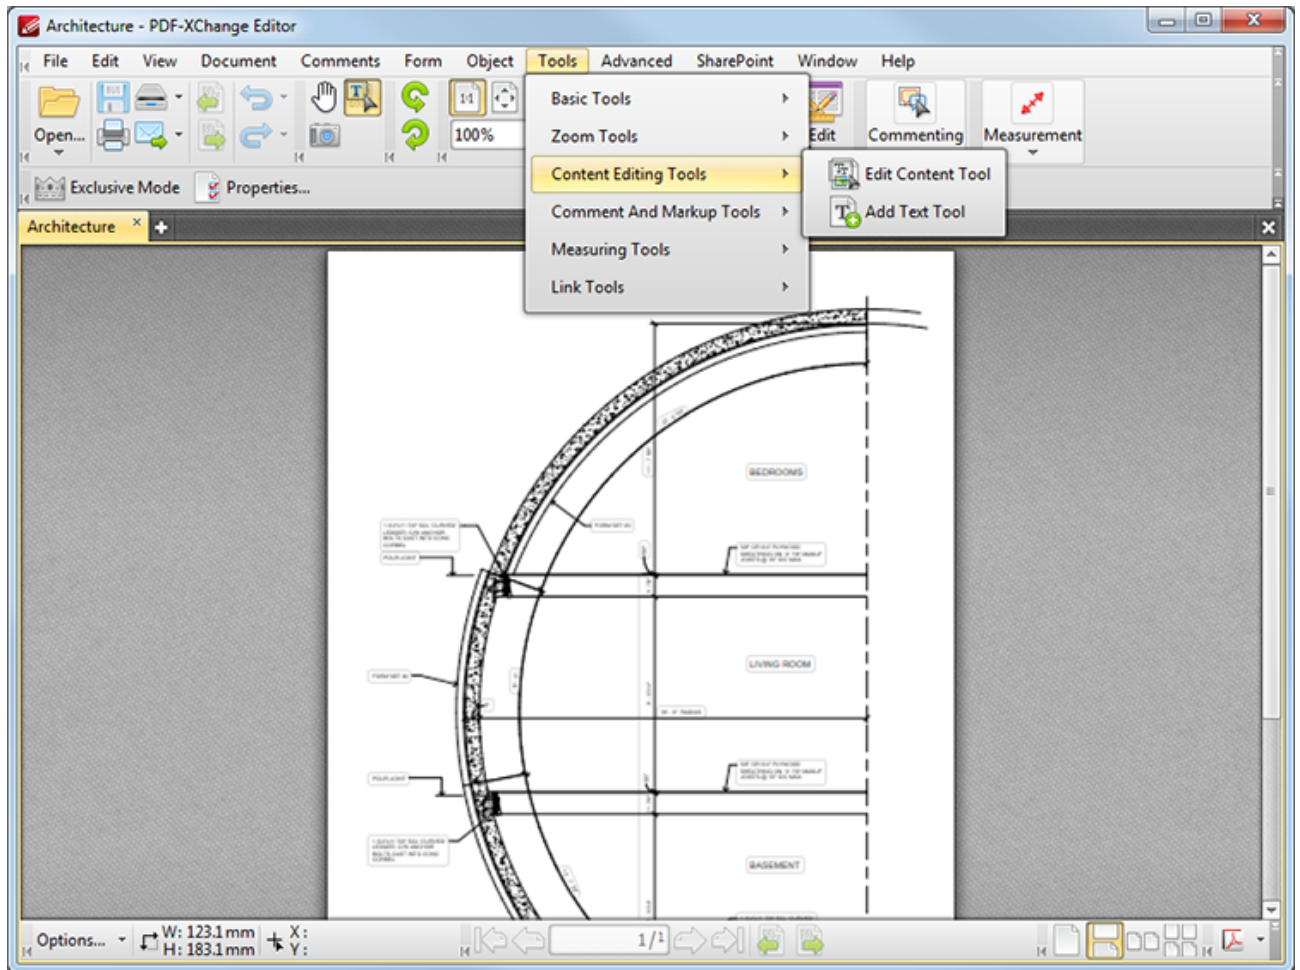 Architecture - PDF-XChange Editor
File Edit View Document Comments Form Object Tools Advanced SharePoint Window Help
Open...
100%
Edit
Commenting
Measurement
Basic Tools
Zoom Tools
Content Editing Tools
Comment And Markup Tools
Measuring Tools
Link Tools
Edit Content Tool
Add Text Tool
Exclusive Mode Properties...
Architecture
BEDROOMS
LIVING ROOM
BASEMENT
Options...
W: 123.1 mm
H: 183.1 mm
X:
Y:
1/1